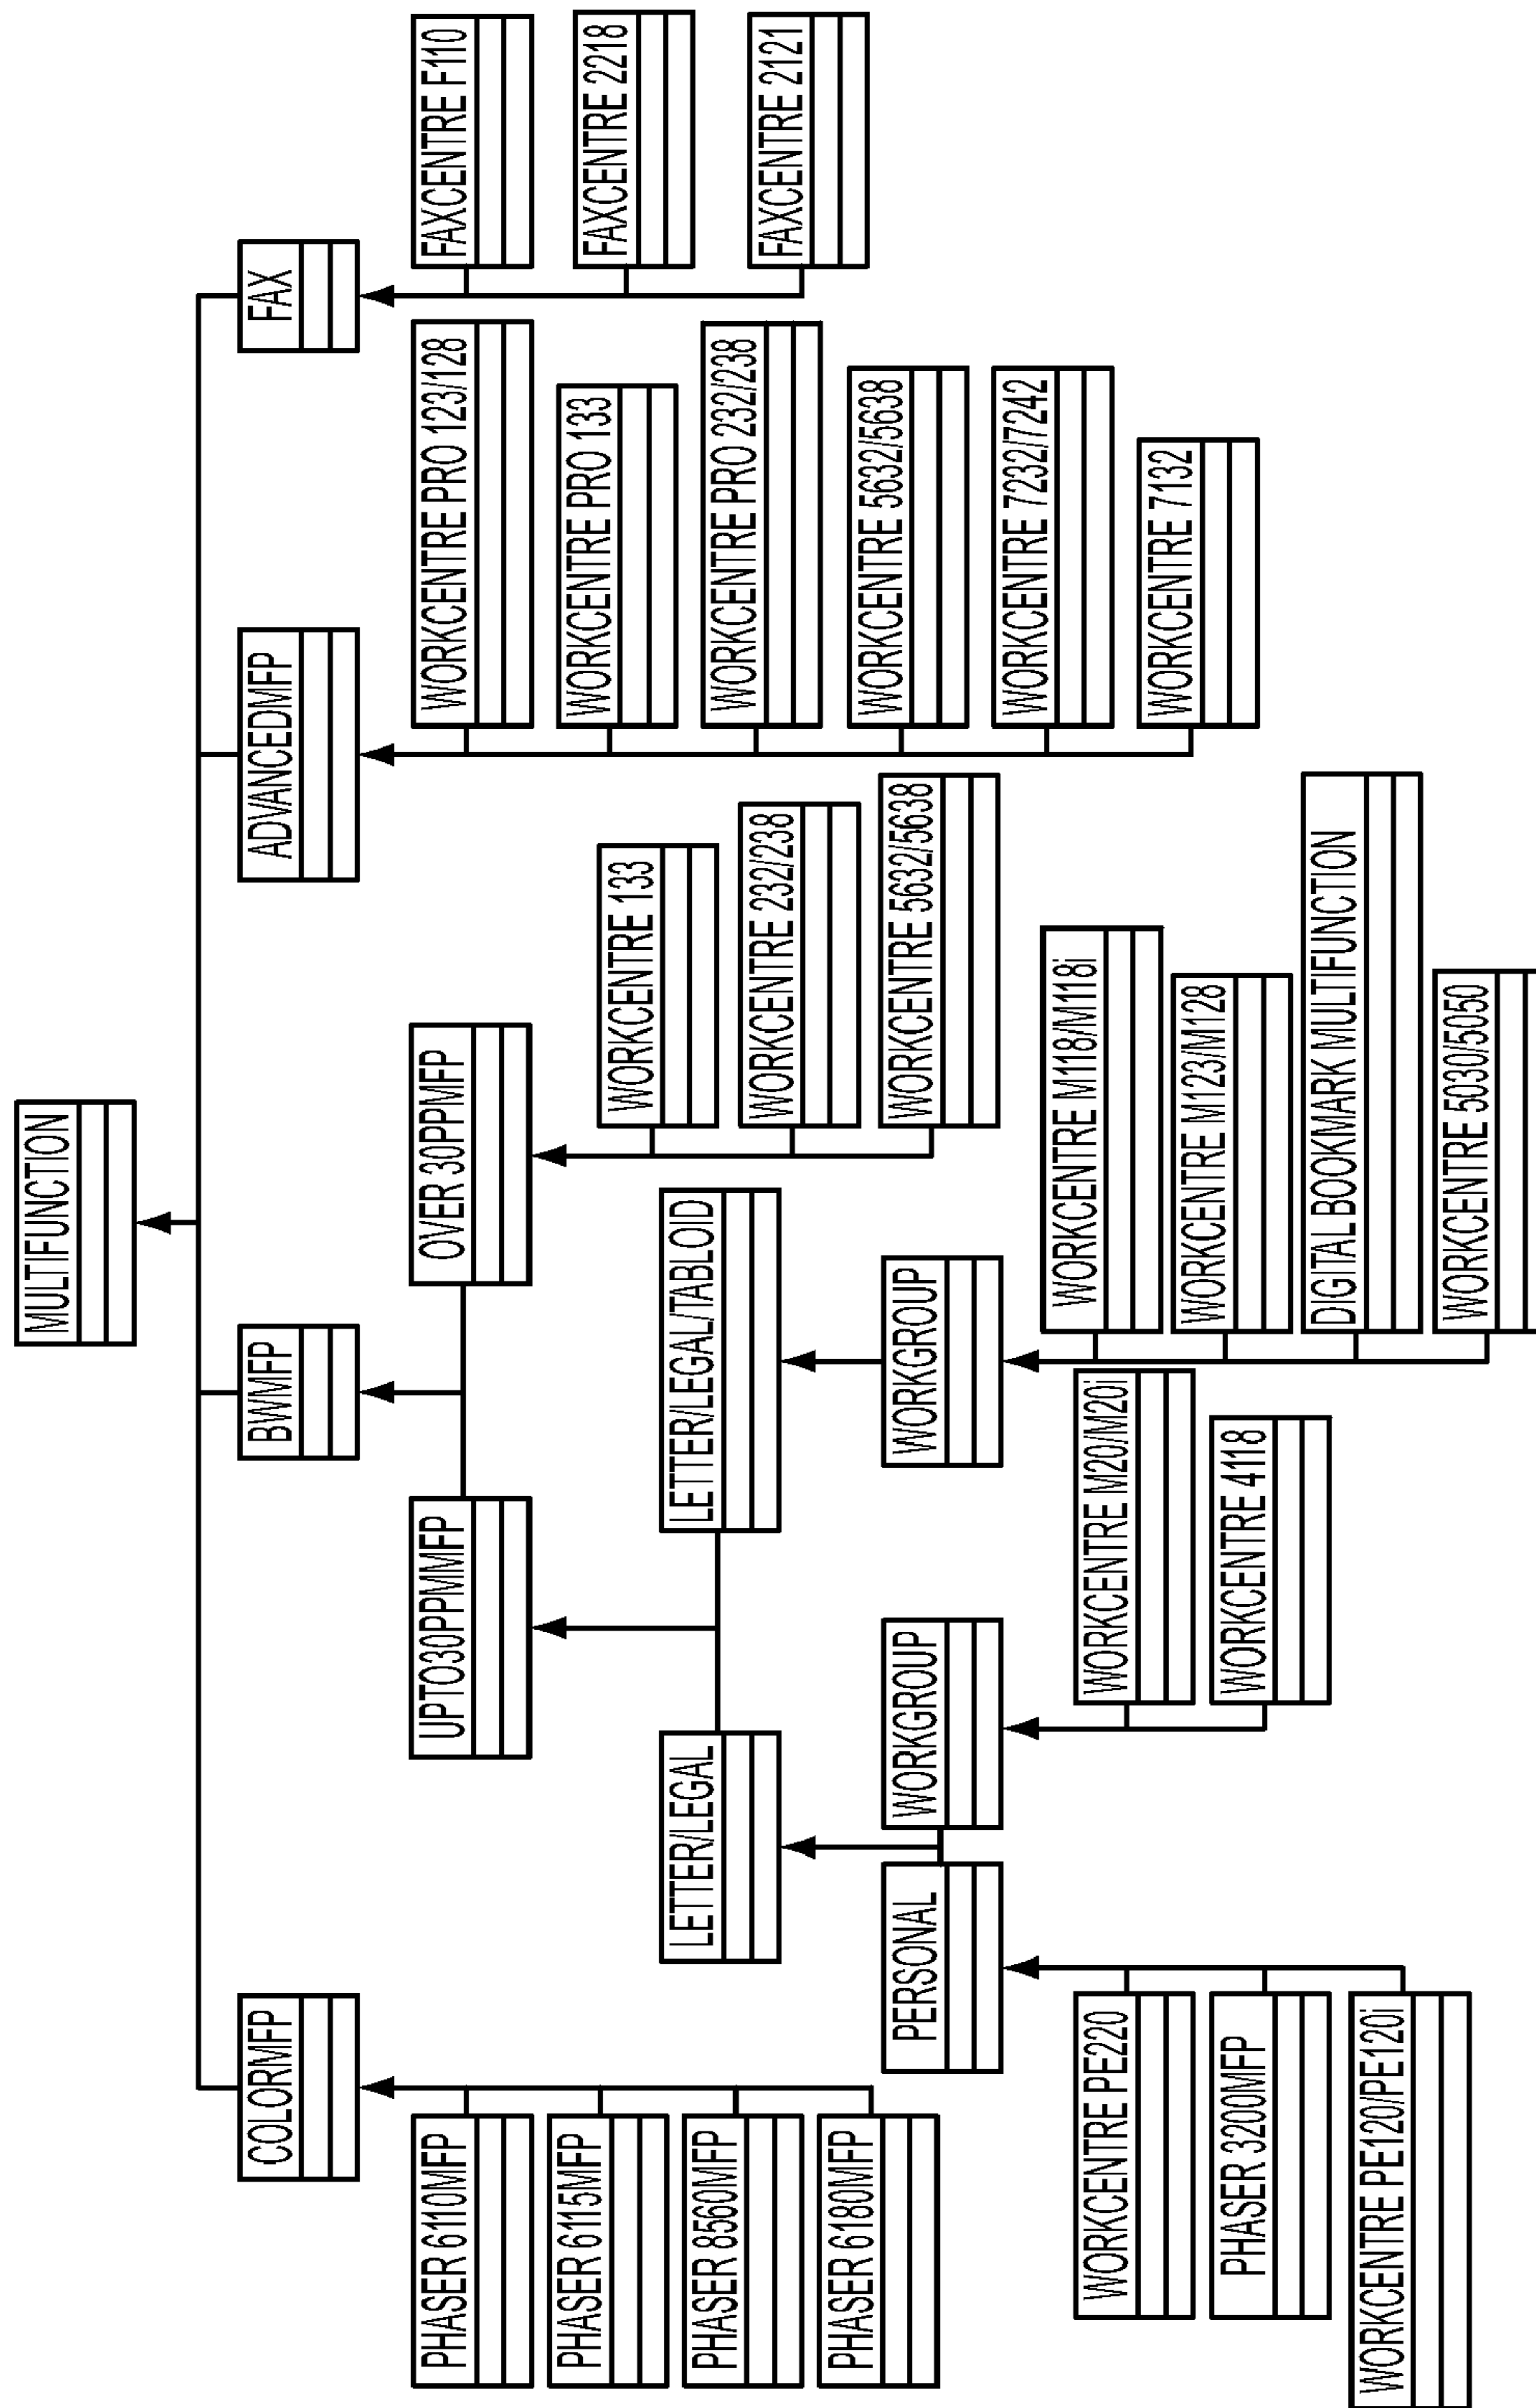 MULTIFUNCTION
COLORMFP
BWMFP
ADVANCEDMFP
FAX
PHASER 6110MFP
PHASER 6115MFP
PHASER 8560MFP
PHASER 6180MFP
UPTO30PPMMFP
OVER 30PPMFP
LETTER/LEGAL
LETTER/LEGAL/TABLOID
PERSONAL
WORKGROUP
WORKGROUP
WORKCENTRE PE220
PHASER 3200MFP
WORKCENTRE PE120/PE120i
WORKCENTRE M20/M20i
WORKCENTRE 4118
WORKCENTRE M118/M118i
WORKCENTRE M123/M128
DIGITAL BOOKMARK MULTIFUNCTION
WORKCENTRE 5030/5050
WORKCENTRE 133
WORKCENTRE 232/238
WORKCENTRE 5632/5638
WORKCENTRE PRO 123/128
WORKCENTRE PRO 133
WORKCENTRE PRO 232/238
WORKCENTRE 5632/5638
WORKCENTRE 7232/7242
WORKCENTRE 7132
FAXCENTRE F110
FAXCENTRE 2218
FAXCENTRE 2121